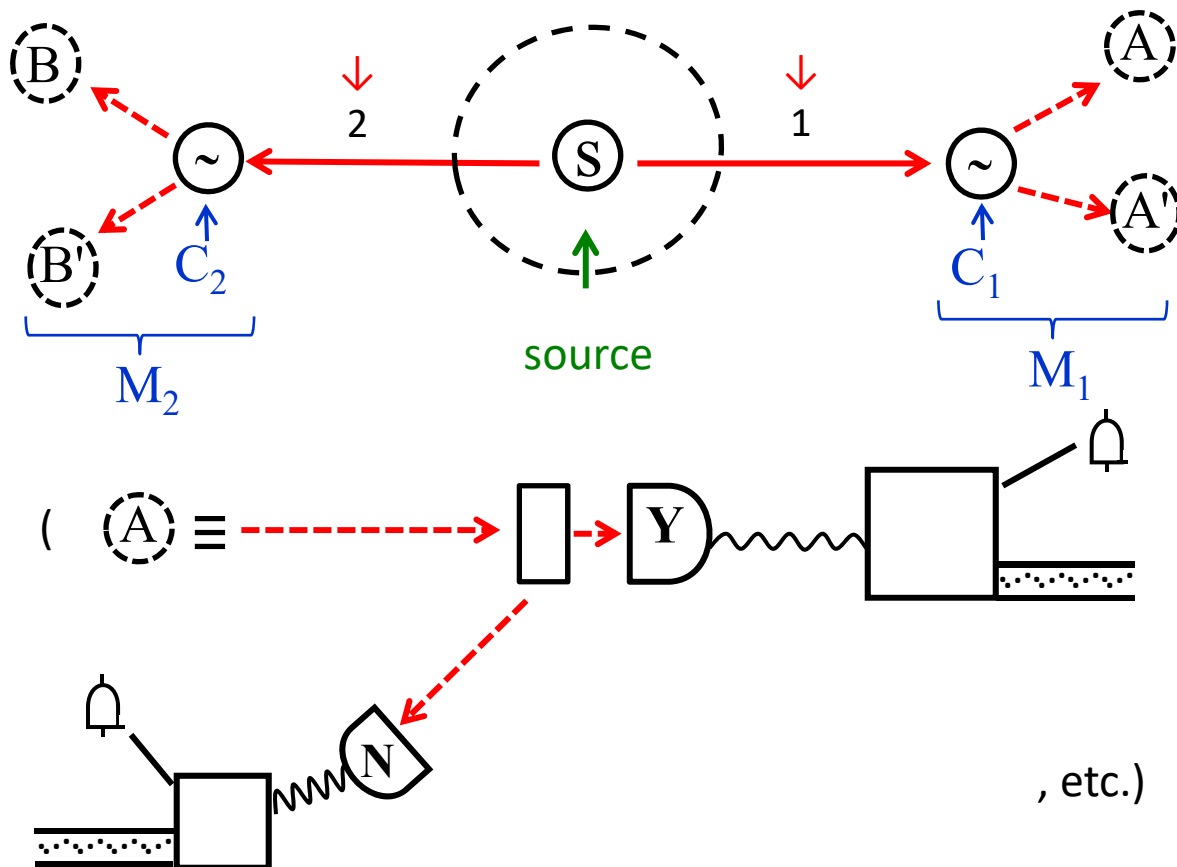 B 2 S 1 A
~ ~
B' C₂ C₁ A'
source
M₂ M₁
( A ≡ Y
N
, etc.)